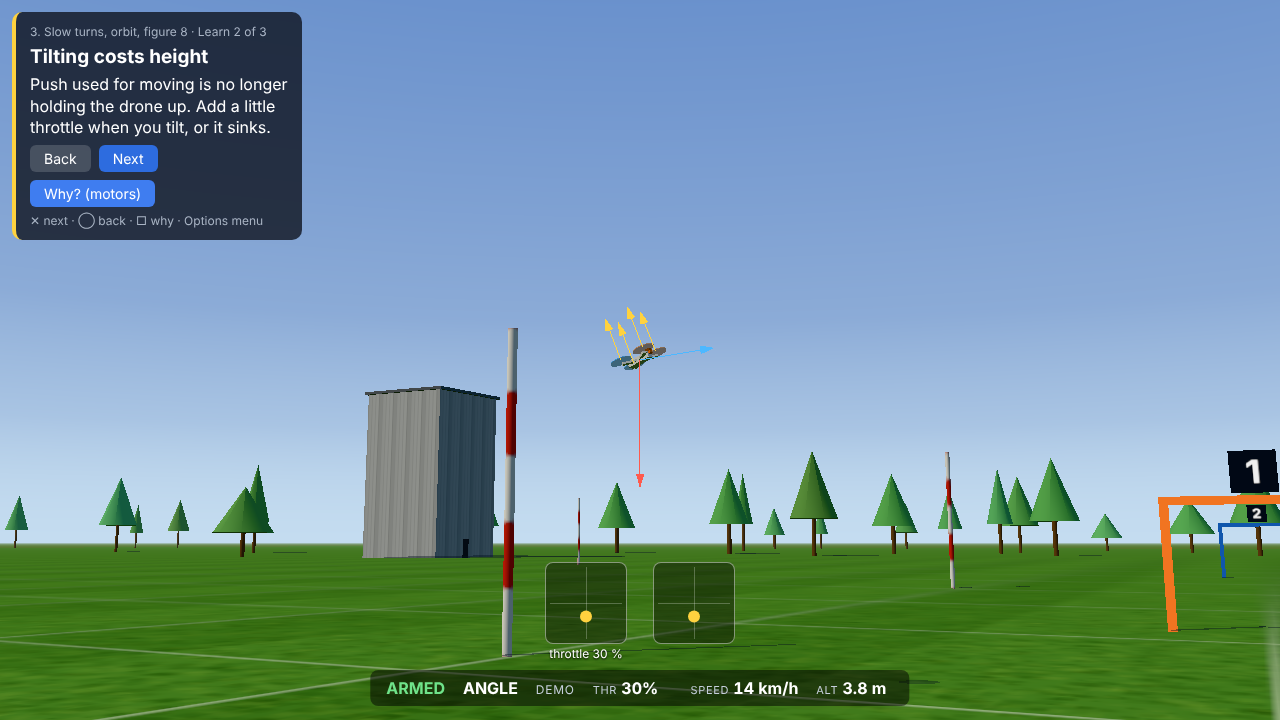 3. Slow turns, orbit, figure 8 · Learn 2 of 3
Tilting costs height
Push used for moving is no longer
holding the drone up. Add a little
throttle when you tilt, or it sinks.
Back Next
Why? (motors)
✕ next · ◯ back · ☐ why · Options menu
1
2
throttle 30 %
ARMED ANGLE DEMO THR 30% SPEED 14 km/h ALT 3.8 m